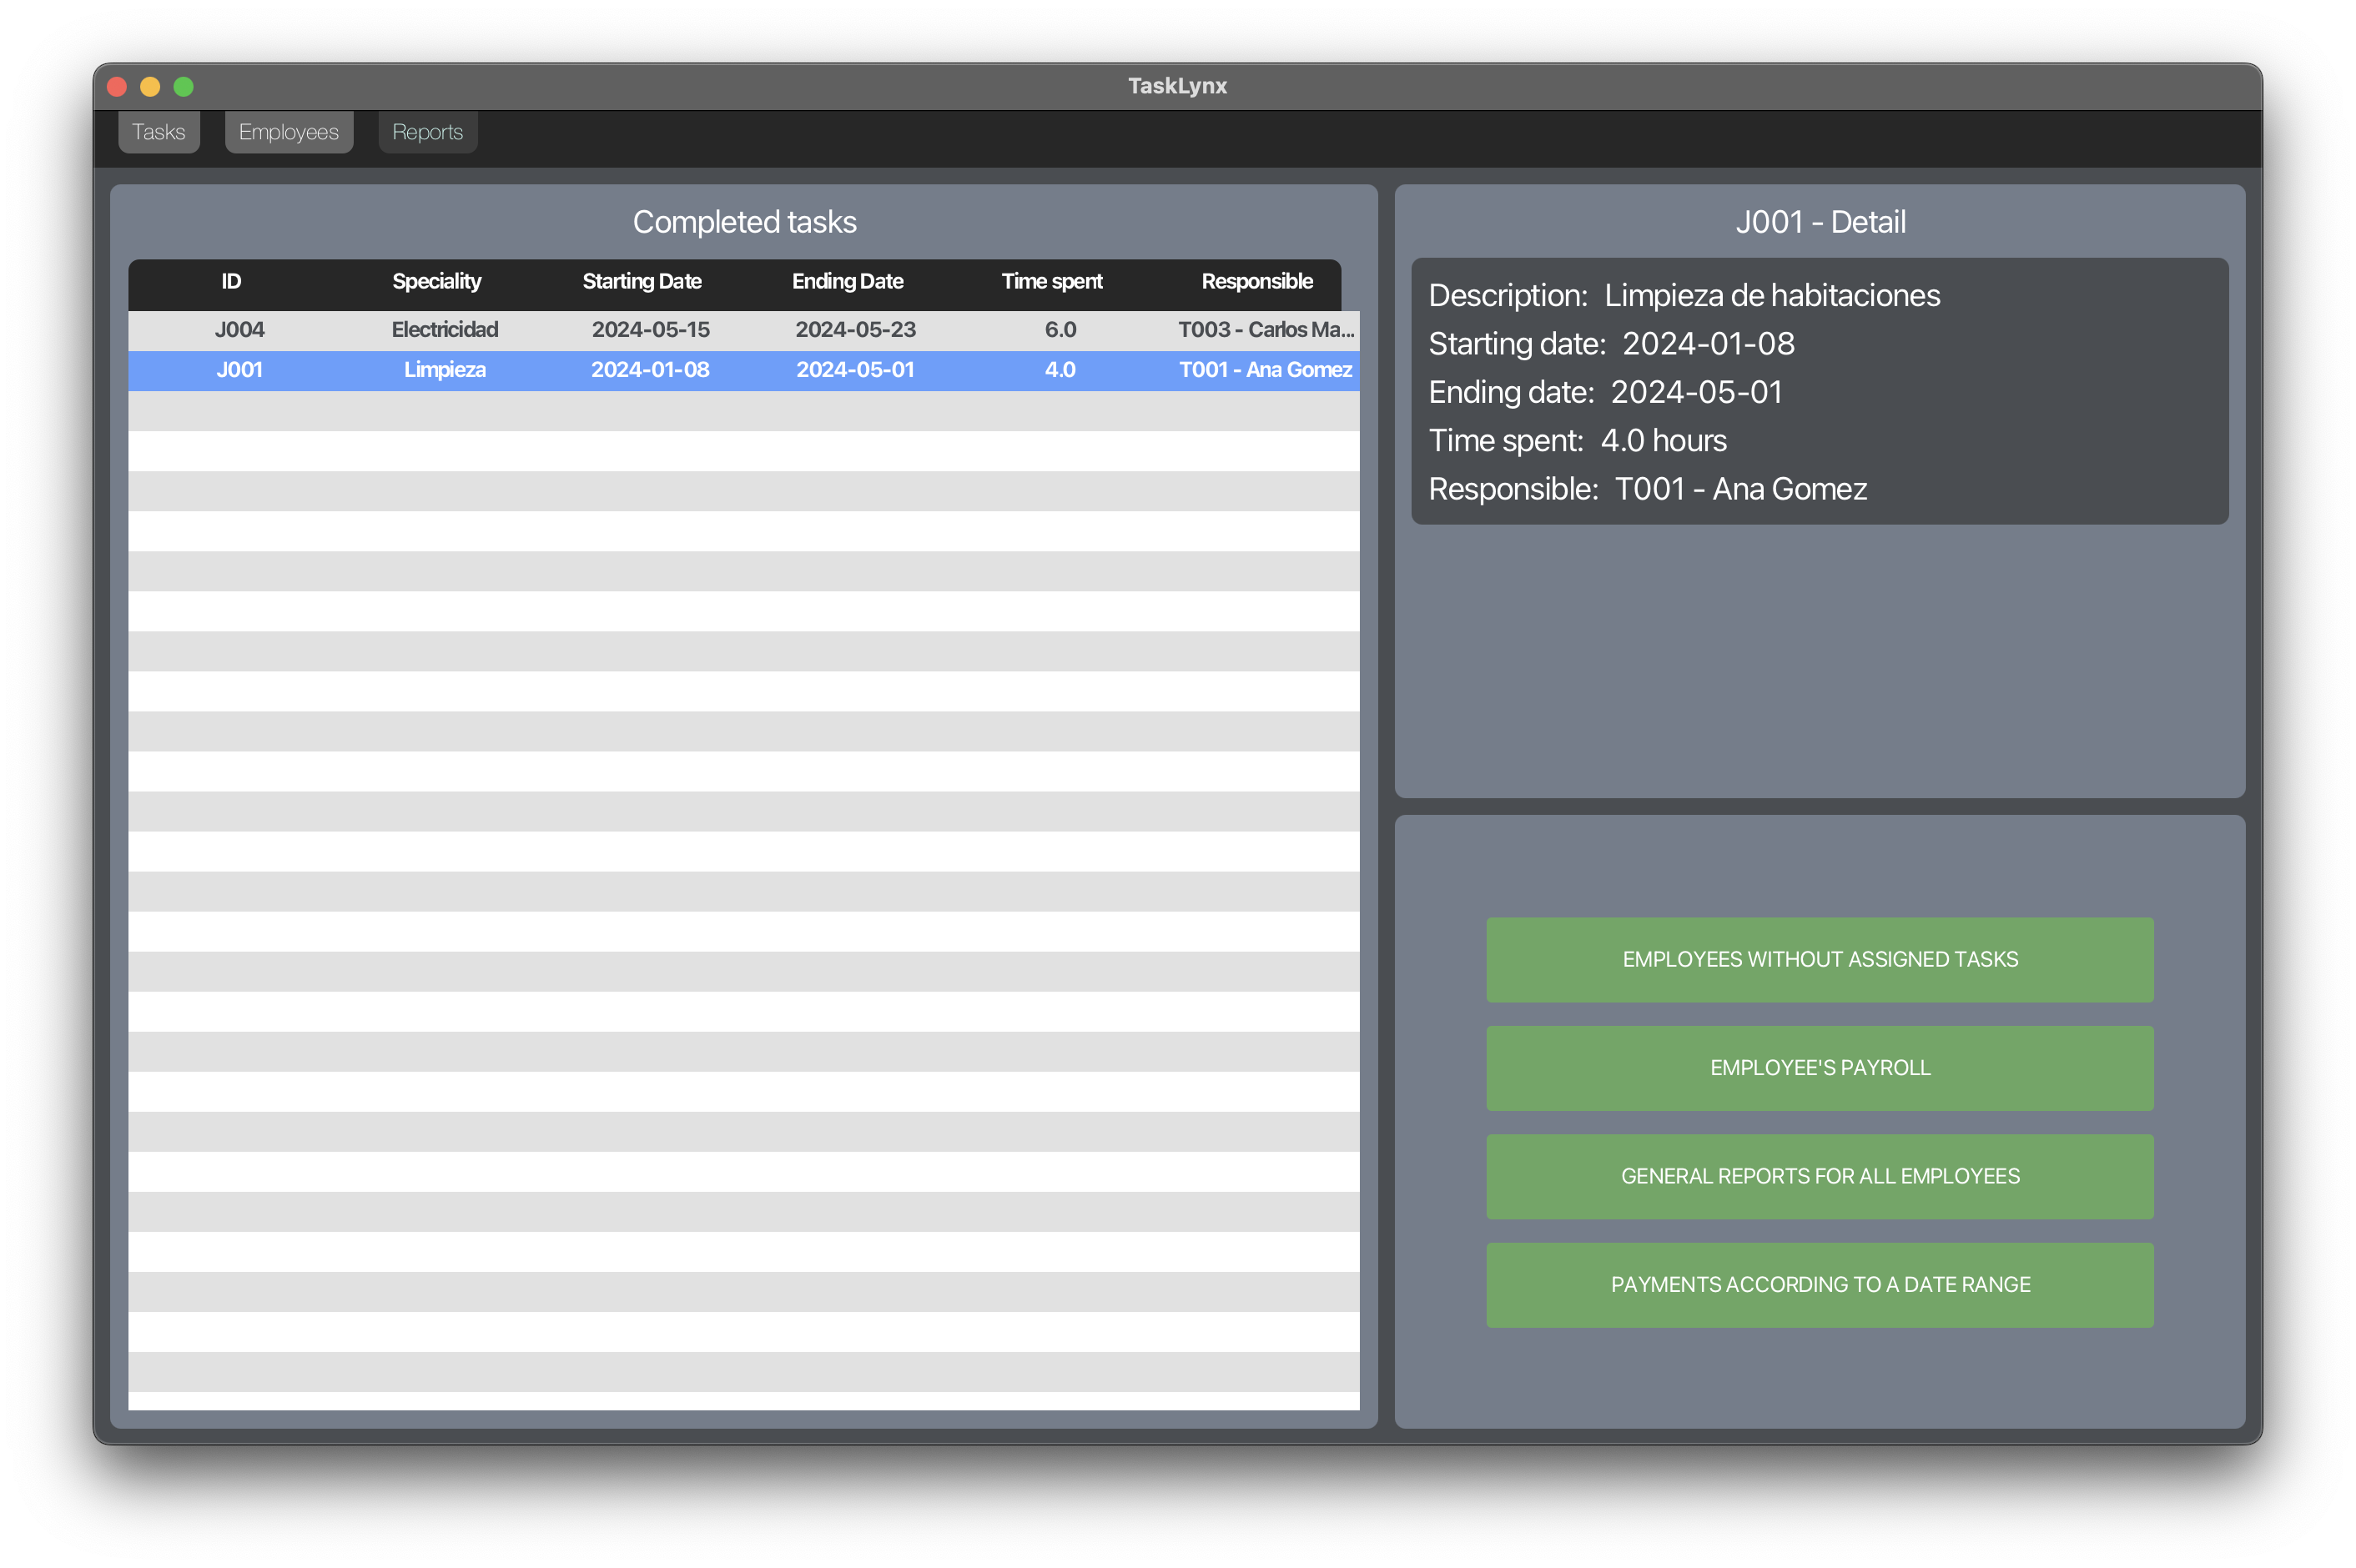 TaskLynx
Tasks Employees Reports
Completed tasks
ID Speciality Starting Date Ending Date Time spent Responsible
J004 Electricidad 2024-05-15 2024-05-23 6.0 T003 - Carlos Ma...
J001 Limpieza 2024-01-08 2024-05-01 4.0 T001 - Ana Gomez
J001 - Detail
Description: Limpieza de habitaciones
Starting date: 2024-01-08
Ending date: 2024-05-01
Time spent: 4.0 hours
Responsible: T001 - Ana Gomez
EMPLOYEES WITHOUT ASSIGNED TASKS
EMPLOYEE'S PAYROLL
GENERAL REPORTS FOR ALL EMPLOYEES
PAYMENTS ACCORDING TO A DATE RANGE